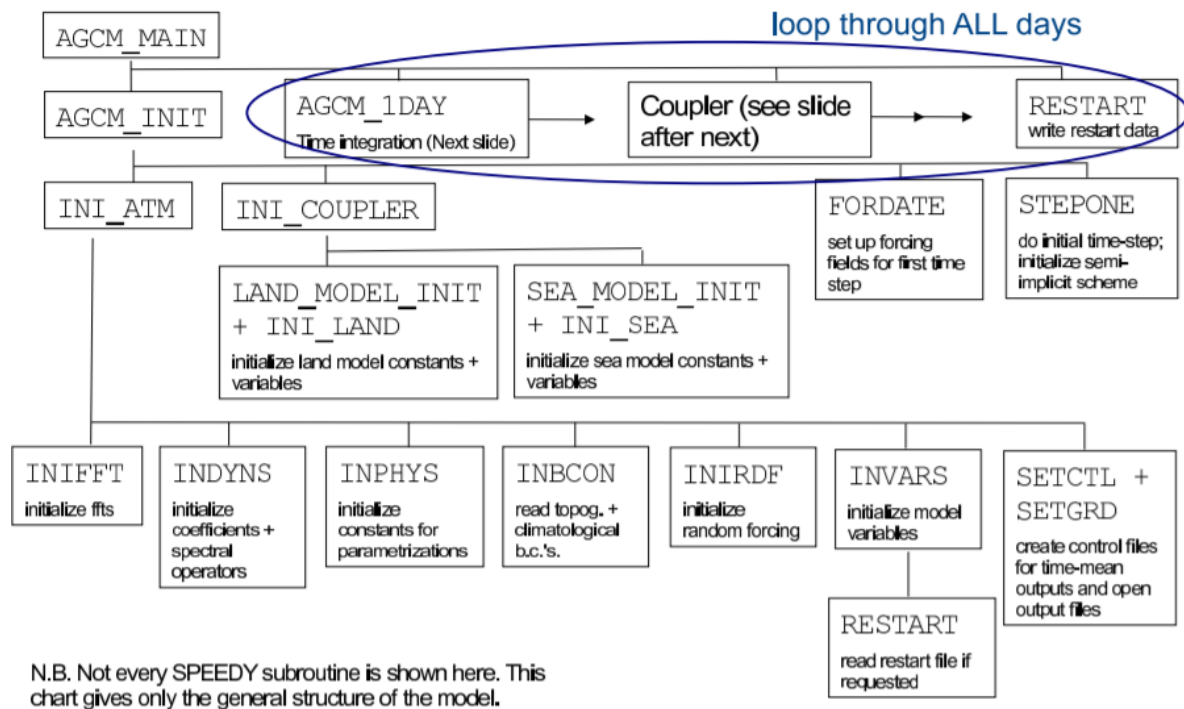 loop through ALL days
AGCM_MAIN
AGCM_INIT
AGCM_1DAY
Time integration (Next slide)
Coupler (see slide
after next)
RESTART
write restart data
INI_ATM
INI_COUPLER
FORDATE
set up forcing
fields for first time
step
STEPONE
do initial time-step;
initialize semi-
implicit scheme
LAND_MODEL_INIT
+ INI_LAND
initialize land model constants +
variables
SEA_MODEL_INIT
+ INI_SEA
initialize sea model constants +
variables
INIFFT
initialize ffts
INDYNS
initialize
coefficients +
spectral
operators
INPHYS
initialize
constants for
parametrizations
INBCON
read topog. +
climatological
b.c.'s.
INIRDF
initialize
random forcing
INVARS
initialize model
variables
SETCTL +
SETGRD
create control files
for time-mean
outputs and open
output files
RESTART
read restart file if
requested
N.B. Not every SPEEDY subroutine is shown here. This
chart gives only the general structure of the model.